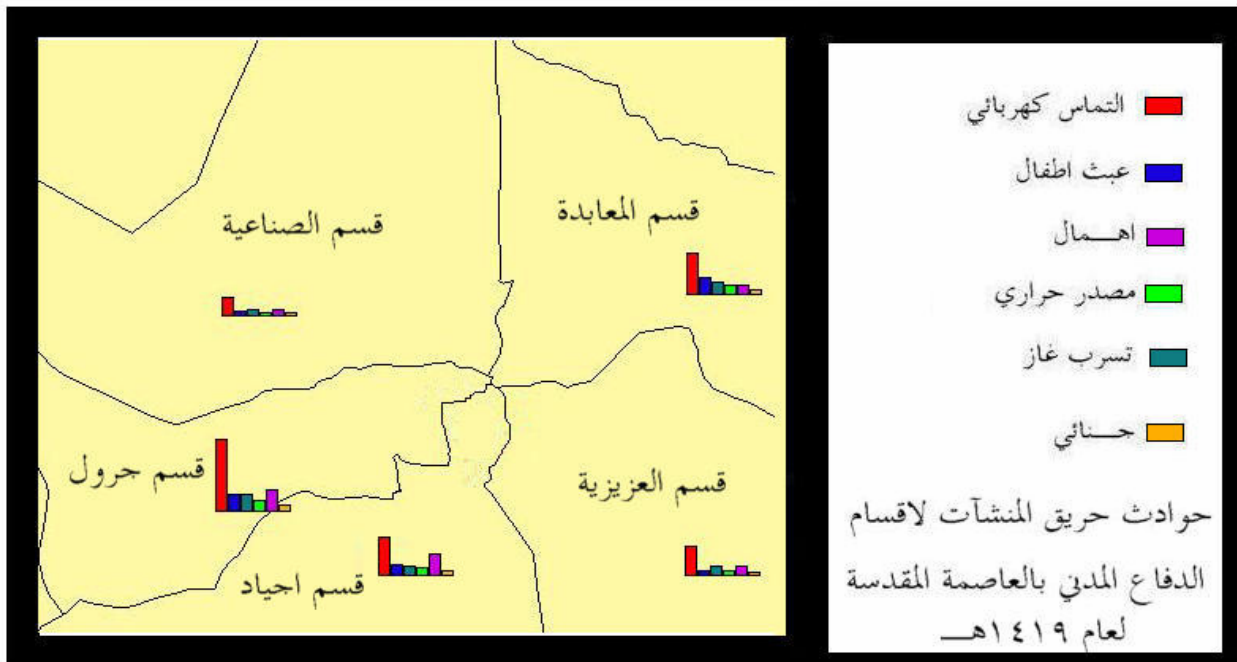 التماس كهربائي
عبث اطفال
اهـــمال
مصدر حراري
تسرب غاز
جـــنائي
حوادث حريق المنشآت لاقسام
الدفاع المدني بالعاصمة المقدسة
لعام ١٤١٩هـــ
قسم المعابدة
قسم الصناعية
قسم جرول
قسم العزيزية
قسم اجياد